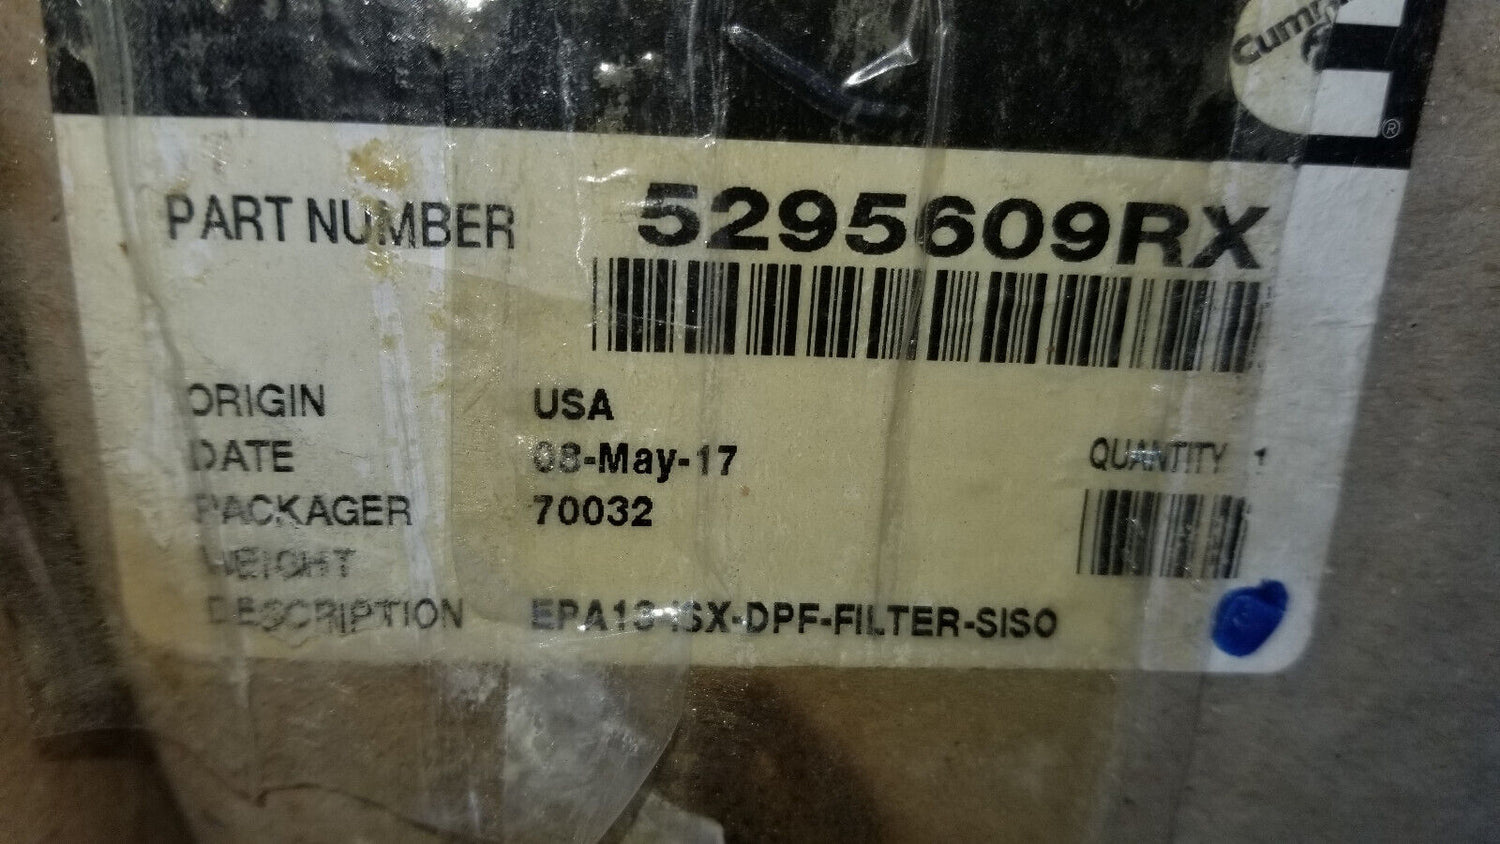 Cummins
®
PART NUMBER 5295609RX
ORIGIN USA
DATE 08-May-17 QUANTITY 1
PACKAGER 70032
WEIGHT
DESCRIPTION EPA13-ISX-DPF-FILTER-SISO